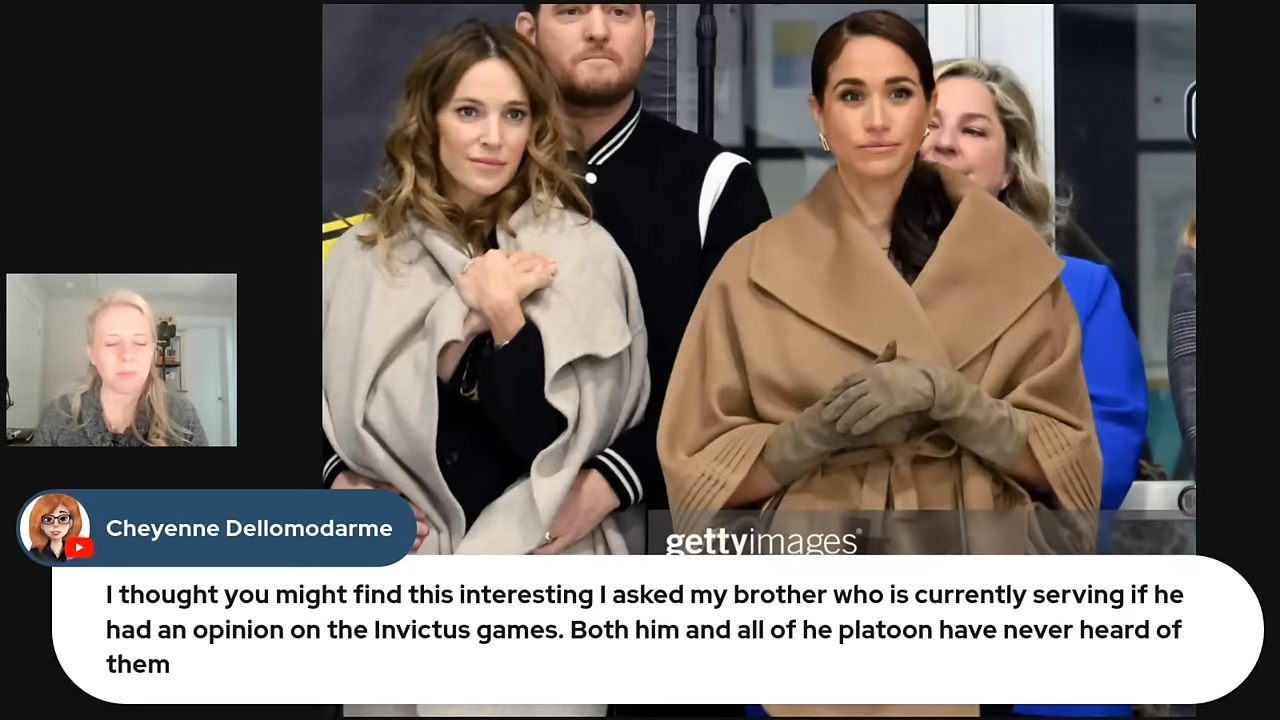 gettyimages®
Cheyenne Dellomodarme
I thought you might find this interesting I asked my brother who is currently serving if he
had an opinion on the Invictus games. Both him and all of he platoon have never heard of
them